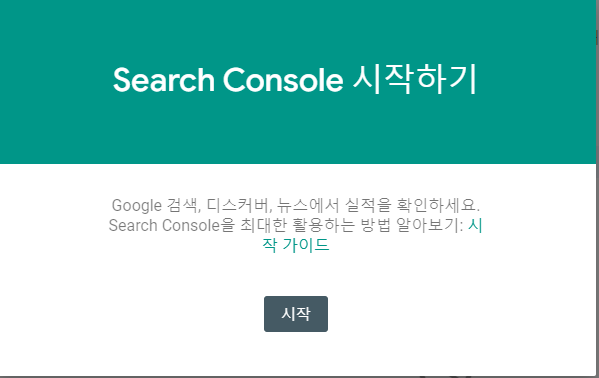 Search Console 시작하기
Google 검색, 디스커버, 뉴스에서 실적을 확인하세요.
Search Console을 최대한 활용하는 방법 알아보기: 시
작 가이드
시작